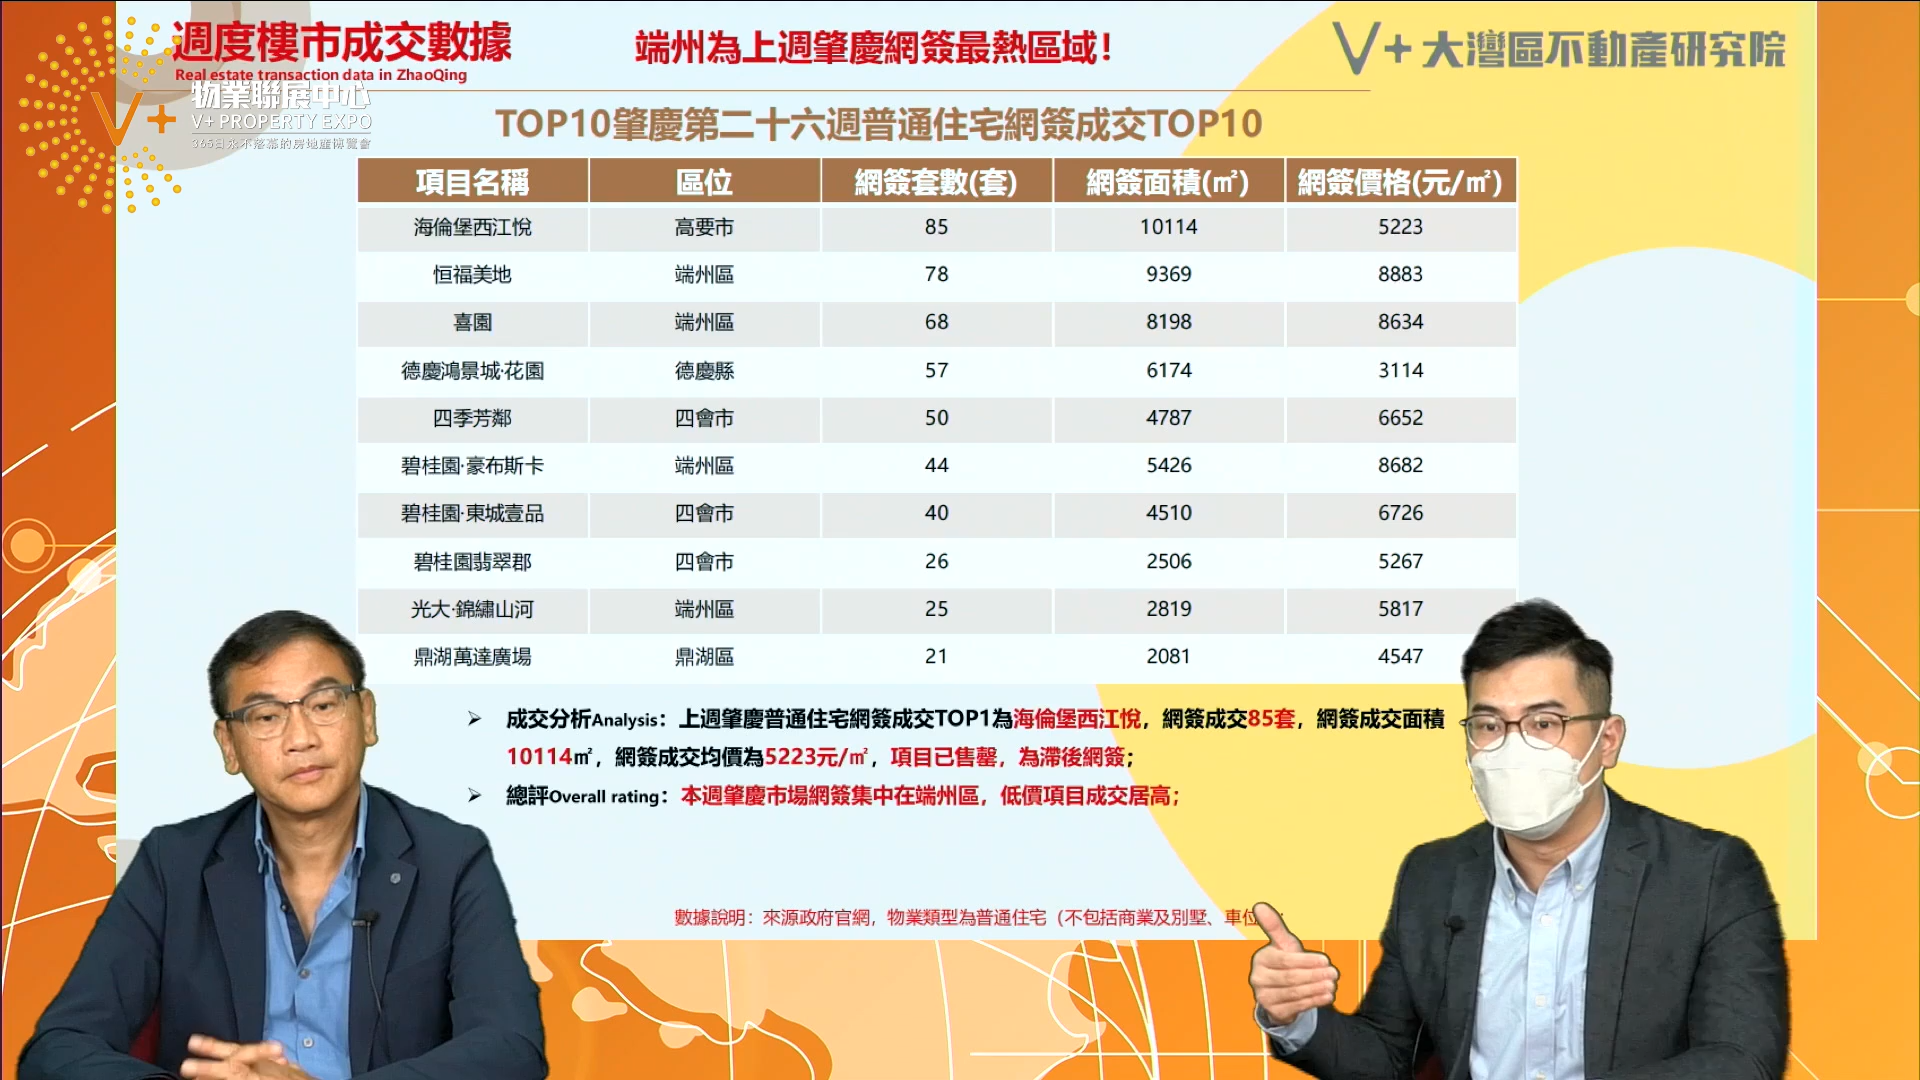 週度樓市成交數據
Real estate transaction data in ZhaoQing
端州為上週肇慶網簽最熱區域！
V+大灣區不動產研究院
V+
物業聯展中心
V+ PROPERTY EXPO
365日永不落幕的房地產博覽會
TOP10肇慶第二十六週普通住宅網簽成交TOP10
項目名稱 區位 網簽套數(套) 網簽面積(㎡) 網簽價格(元/㎡)
海倫堡西江悅 高要市 85 10114 5223
恒福美地 端州區 78 9369 8883
喜園 端州區 68 8198 8634
德慶鴻景城·花園 德慶縣 57 6174 3114
四季芳鄰 四會市 50 4787 6652
碧桂園·豪布斯卡 端州區 44 5426 8682
碧桂園·東城壹品 四會市 40 4510 6726
碧桂園翡翠郡 四會市 26 2506 5267
光大·錦繡山河 端州區 25 2819 5817
鼎湖萬達廣場 鼎湖區 21 2081 4547
➢ 成交分析Analysis：上週肇慶普通住宅網簽成交TOP1為海倫堡西江悅，網簽成交85套，網簽成交面積
10114㎡，網簽成交均價為5223元/㎡，項目已售罄，為滯後網簽；
➢ 總評Overall rating：本週肇慶市場網簽集中在端州區，低價項目成交居高；
數據說明：來源政府官網，物業類型為普通住宅（不包括商業及別墅、車位